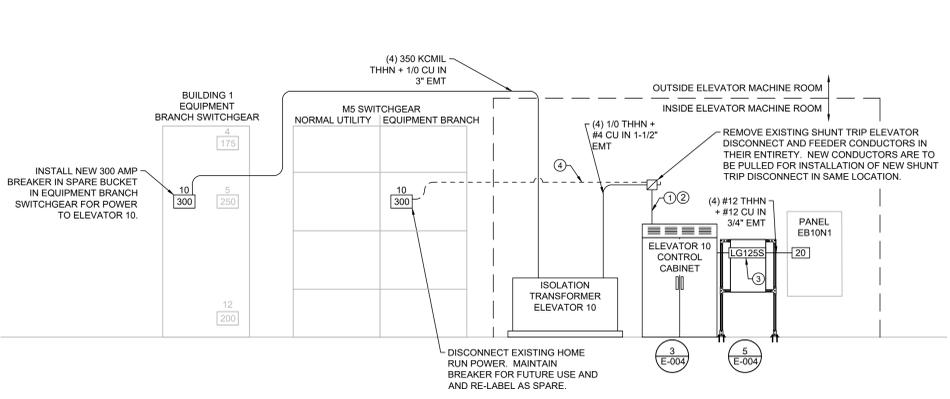 (4) 350 KCMIL
THHN + 1/0 CU IN
3" EMT
OUTSIDE ELEVATOR MACHINE ROOM
INSIDE ELEVATOR MACHINE ROOM
BUILDING 1
EQUIPMENT
BRANCH SWITCHGEAR
M5 SWITCHGEAR
NORMAL UTILITY
EQUIPMENT BRANCH
4
175
10
300
5
250
12
200
INSTALL NEW 300 AMP
BREAKER IN SPARE BUCKET
IN EQUIPMENT BRANCH
SWITCHGEAR FOR POWER
TO ELEVATOR 10.
10
300
(4) 1/0 THHN +
#4 CU IN 1-1/2"
EMT
4
REMOVE EXISTING SHUNT TRIP ELEVATOR
DISCONNECT AND FEEDER CONDUCTORS IN
THEIR ENTIRETY. NEW CONDUCTORS ARE TO
BE PULLED FOR INSTALLATION OF NEW SHUNT
TRIP DISCONNECT IN SAME LOCATION.
1 2
(4) #12 THHN
+ #12 CU IN
3/4" EMT
PANEL
EB10N1
20
ELEVATOR 10
CONTROL
CABINET
LG125S
3
ISOLATION
TRANSFORMER
ELEVATOR 10
DISCONNECT EXISTING HOME
RUN POWER. MAINTAIN
BREAKER FOR FUTURE USE AND
AND RE-LABEL AS SPARE.
3
E-004
5
E-004